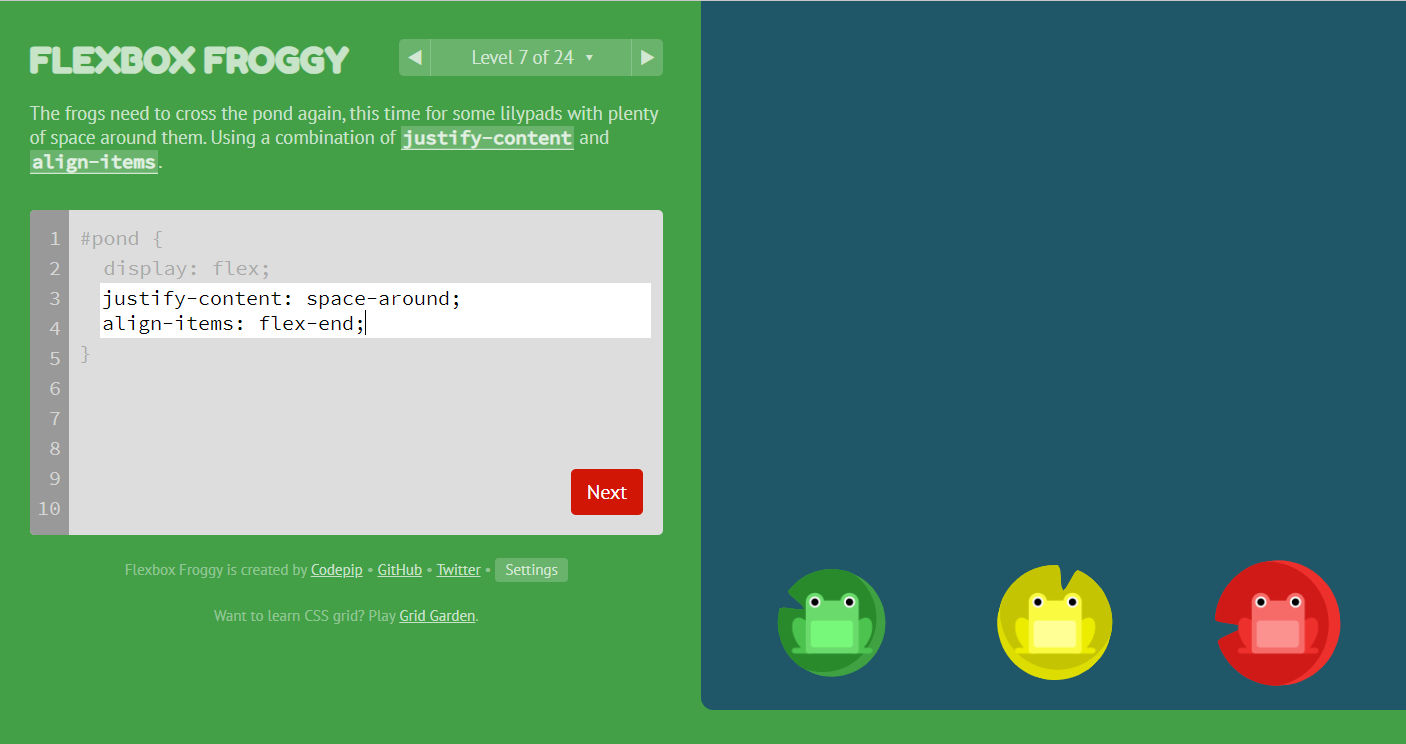 FLEXBOX FROGGY
◀ Level 7 of 24 ▼ ▶
The frogs need to cross the pond again, this time for some lilypads with plenty
of space around them. Using a combination of justify-content and
align-items.
1 #pond {
2 display: flex;
3 justify-content: space-around;
4 align-items: flex-end;
5 }
6
7
8
9
10
Next
Flexbox Froggy is created by Codepip • GitHub • Twitter • Settings
Want to learn CSS grid? Play Grid Garden.